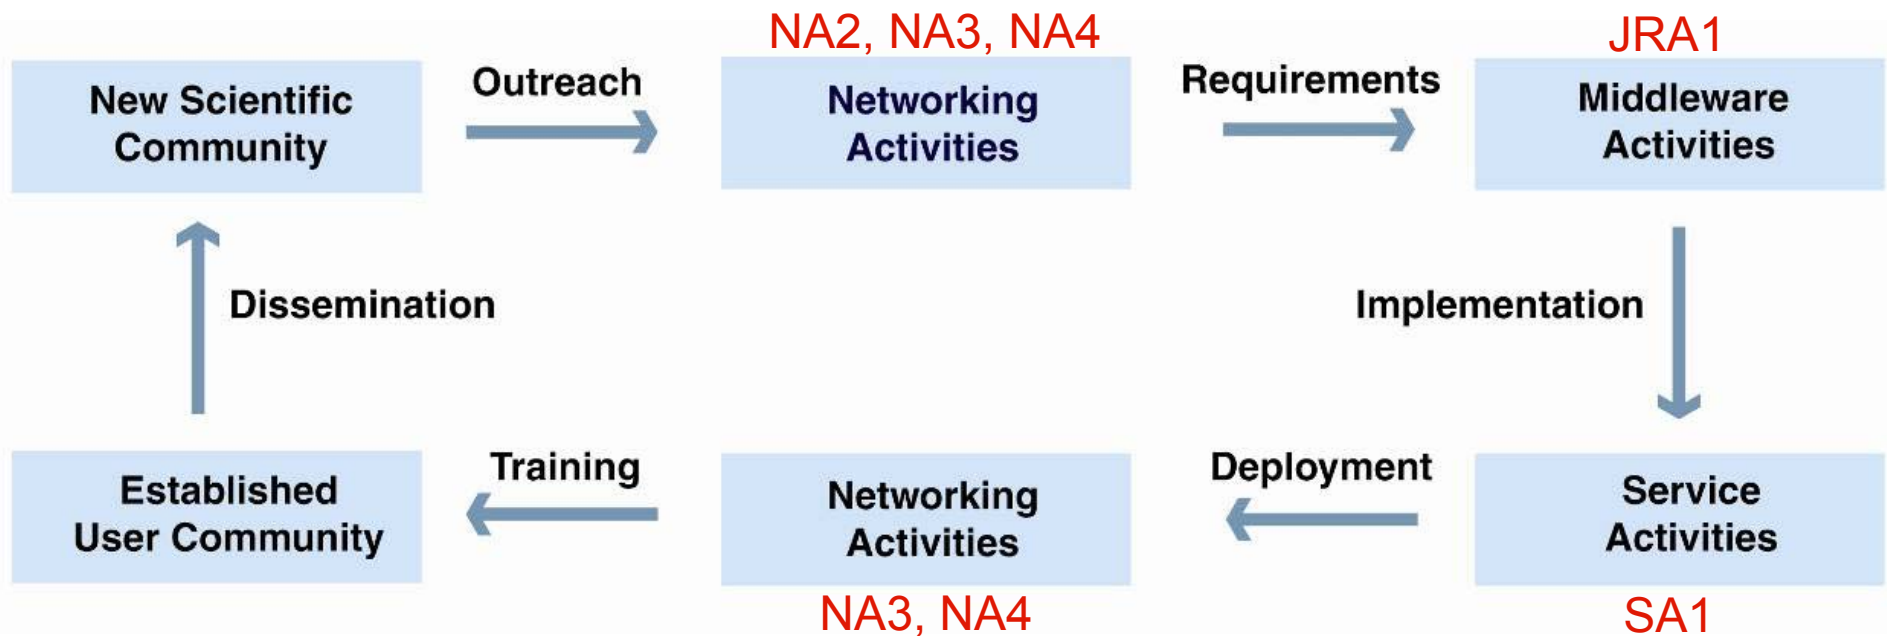 NA2, NA3, NA4
JRA1
New Scientific
Community
Outreach
Networking
Activities
Requirements
Middleware
Activities
Dissemination
Implementation
Established
User Community
Training
Networking
Activities
Deployment
Service
Activities
NA3, NA4
SA1